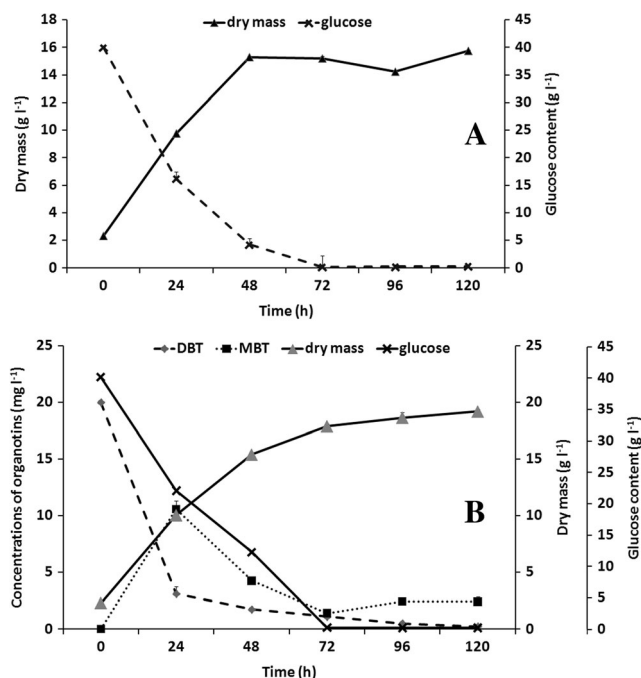 dry mass glucose
18 45
16 40
14 35
12 30
10 25
8 20
6 15
4 10
2 5
0 0
Dry mass (g l-1)
Glucose content (g l-1)
A
0 24 48 72 96 120
Time (h)
DBT MBT dry mass glucose
25 25 45
40
20 20 35
30
15 15 25
10 10 20
15
5 5 10
5
0 0 0
Concentrations of organotins (mg l-1)
Dry mass (g l-1)
Glucose content (g l-1)
B
0 24 48 72 96 120
Time (h)